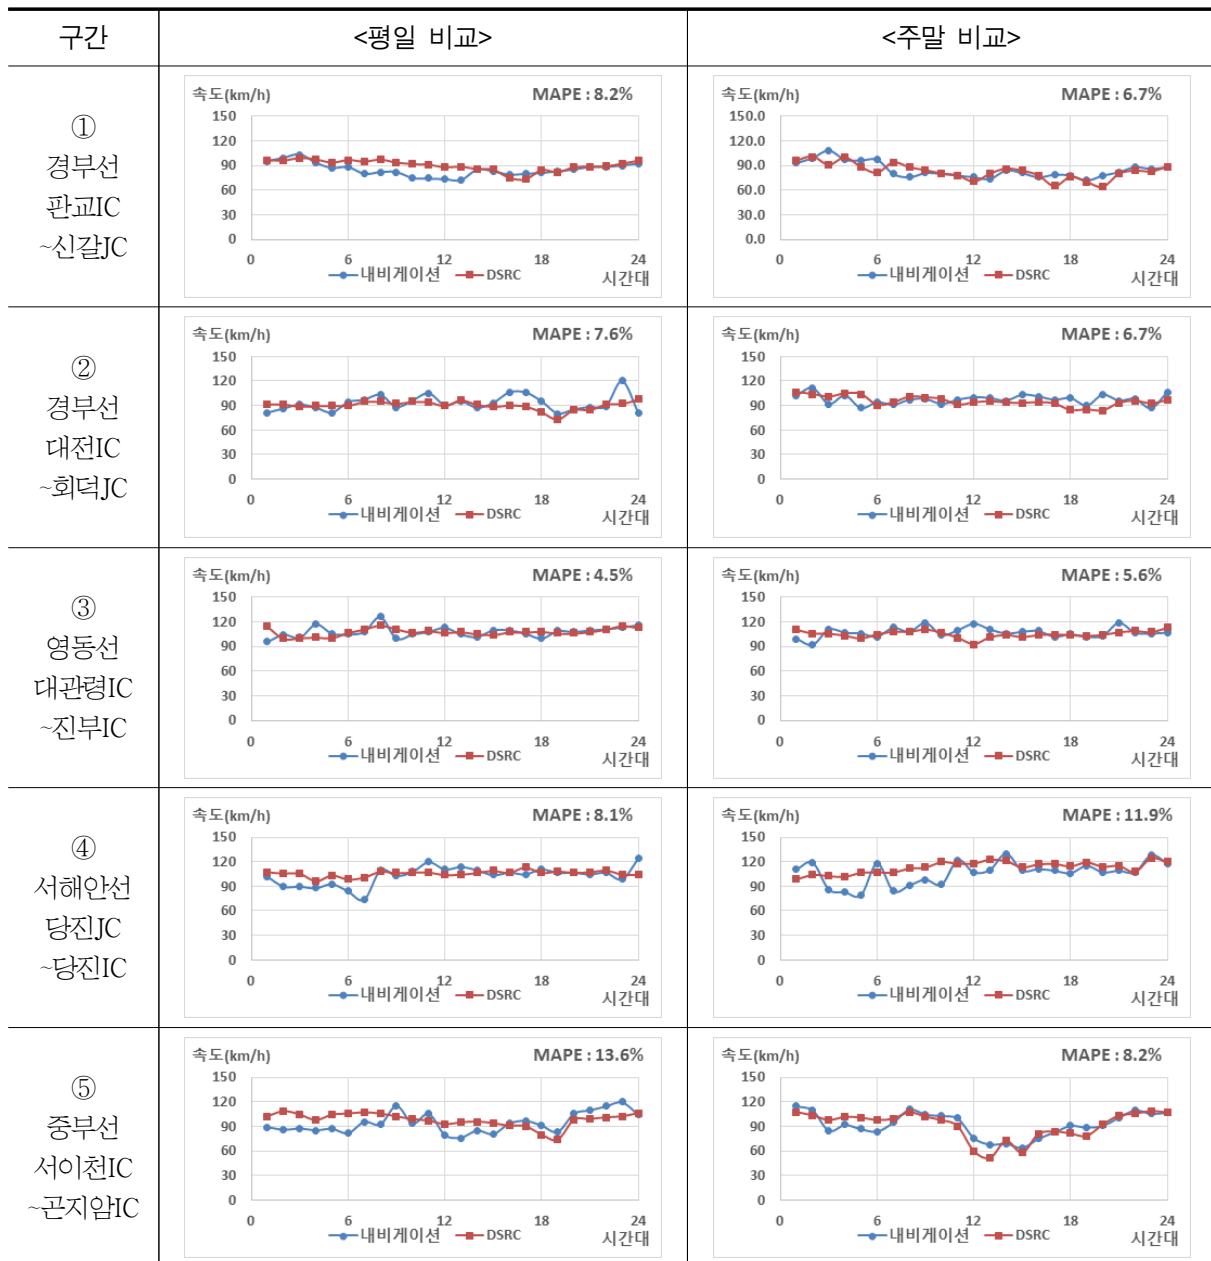 구간 <평일 비교> <주말 비교>
①
경부선
판교IC
~신갈JC
속도(km/h) MAPE : 8.2%
150
120
90
60
30
0
0 6 12 18 24
내비게이션 DSRC 시간대
속도(km/h) MAPE : 6.7%
150.0
120.0
90.0
60.0
30.0
0.0
0 6 12 18 24
내비게이션 DSRC 시간대
②
경부선
대전IC
~회덕JC
속도(km/h) MAPE : 7.6%
150
120
90
60
30
0
0 6 12 18 24
내비게이션 DSRC 시간대
속도(km/h) MAPE : 6.7%
150
120
90
60
30
0
0 6 12 18 24
내비게이션 DSRC 시간대
③
영동선
대관령IC
~진부IC
속도(km/h) MAPE : 4.5%
150
120
90
60
30
0
0 6 12 18 24
내비게이션 DSRC 시간대
속도(km/h) MAPE : 5.6%
150
120
90
60
30
0
0 6 12 18 24
내비게이션 DSRC 시간대
④
서해안선
당진JC
~당진IC
속도(km/h) MAPE : 8.1%
150
120
90
60
30
0
0 6 12 18 24
내비게이션 DSRC 시간대
속도(km/h) MAPE : 11.9%
150
120
90
60
30
0
0 6 12 18 24
내비게이션 DSRC 시간대
⑤
중부선
서이천IC
~곤지암IC
속도(km/h) MAPE : 13.6%
150
120
90
60
30
0
0 6 12 18 24
내비게이션 DSRC 시간대
속도(km/h) MAPE : 8.2%
150
120
90
60
30
0
0 6 12 18 24
내비게이션 DSRC 시간대